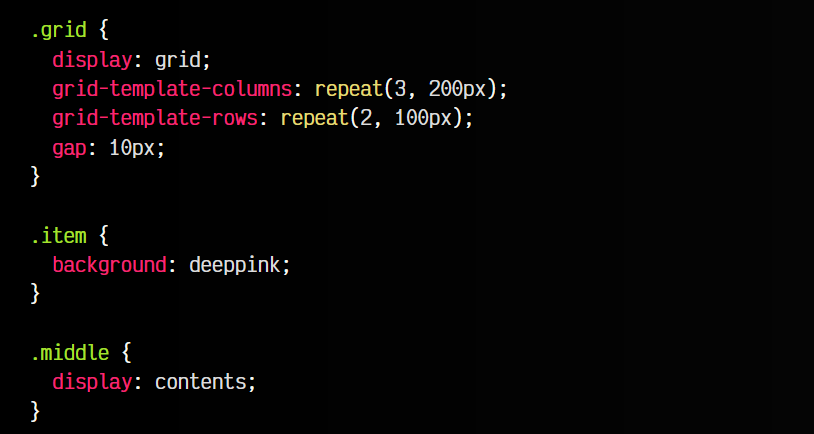 .grid {
  display: grid;
  grid-template-columns: repeat(3, 200px);
  grid-template-rows: repeat(2, 100px);
  gap: 10px;
}

.item {
  background: deeppink;
}

.middle {
  display: contents;
}